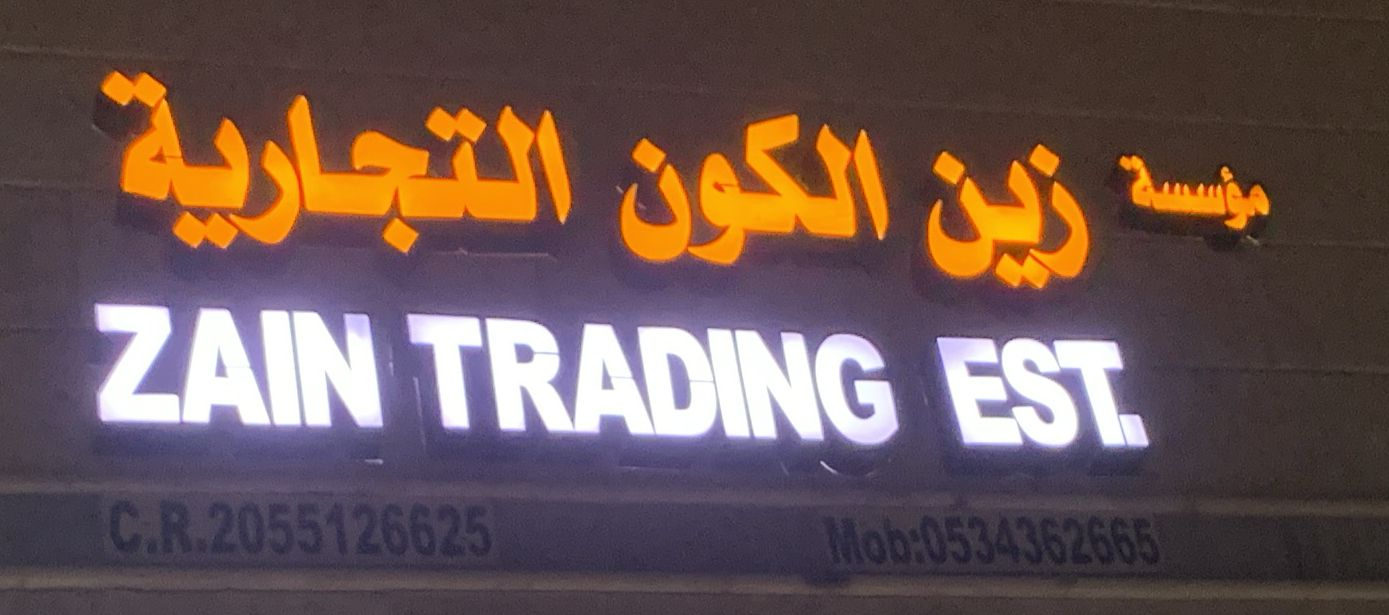 مؤسسة زين الكون التجارية
ZAIN TRADING EST.
C.R.2055126625 Mob:0534362665